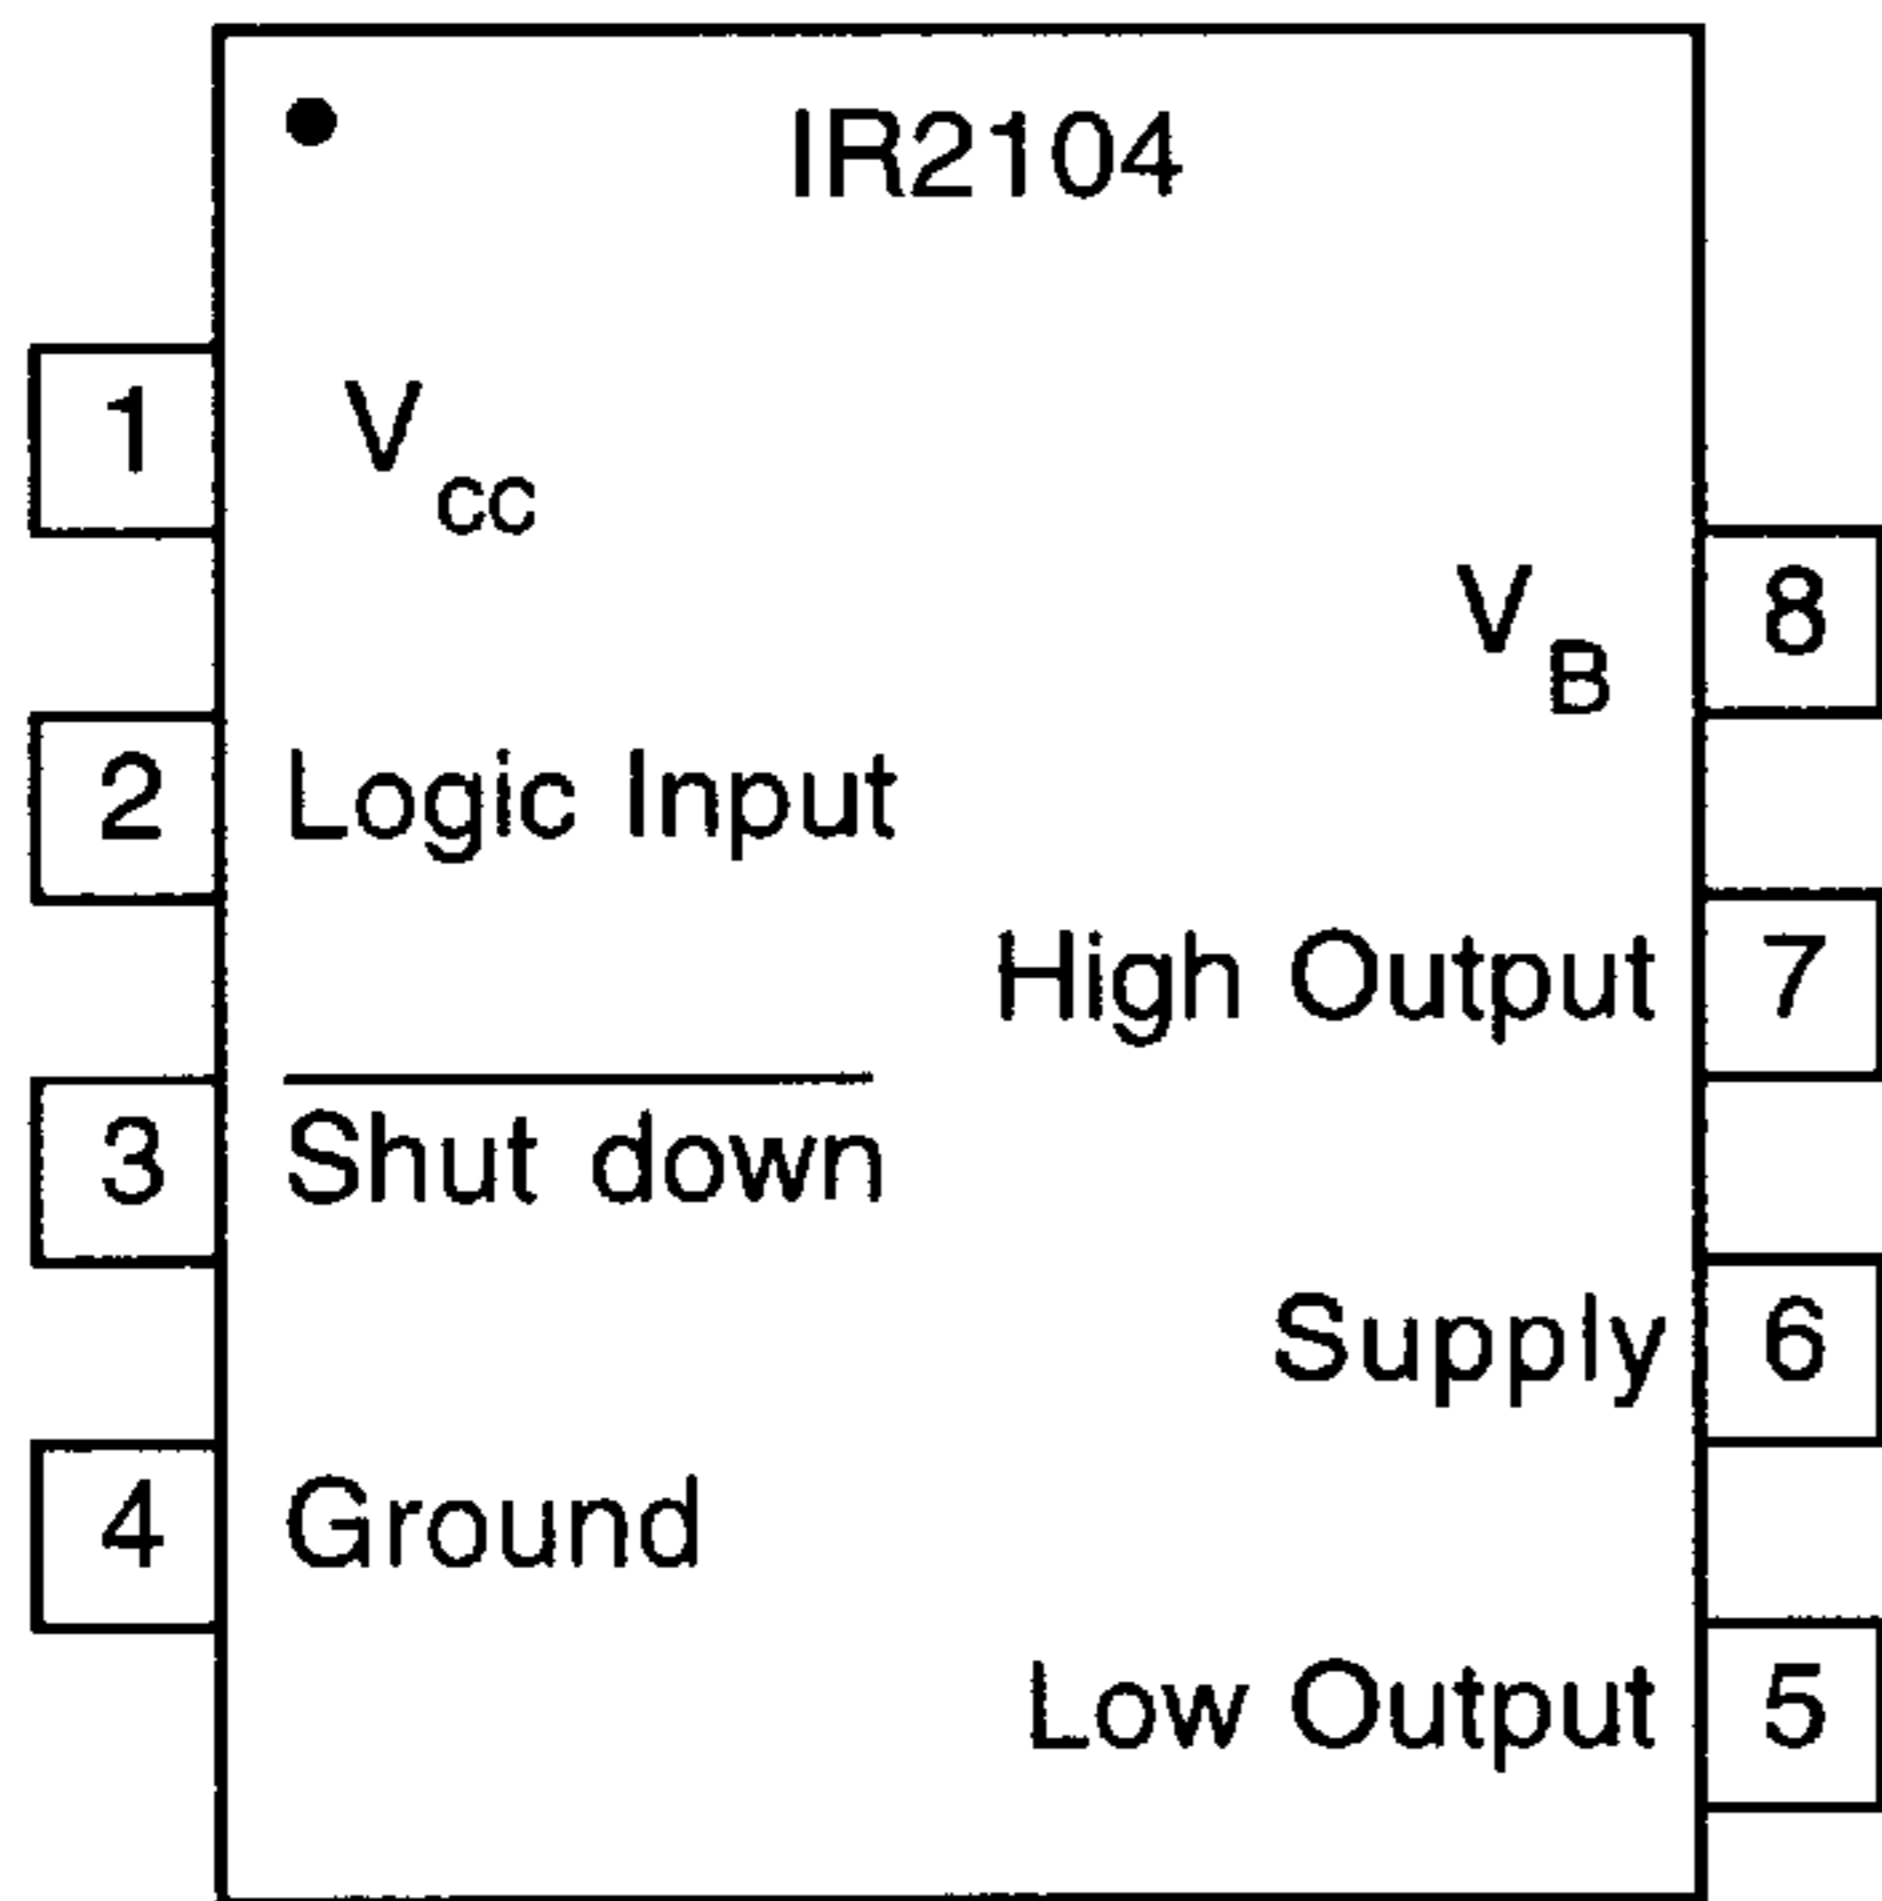 IR2104
1 Vcc
VB 8
2 Logic Input
High Output 7
3 Shut down
Supply 6
4 Ground
Low Output 5